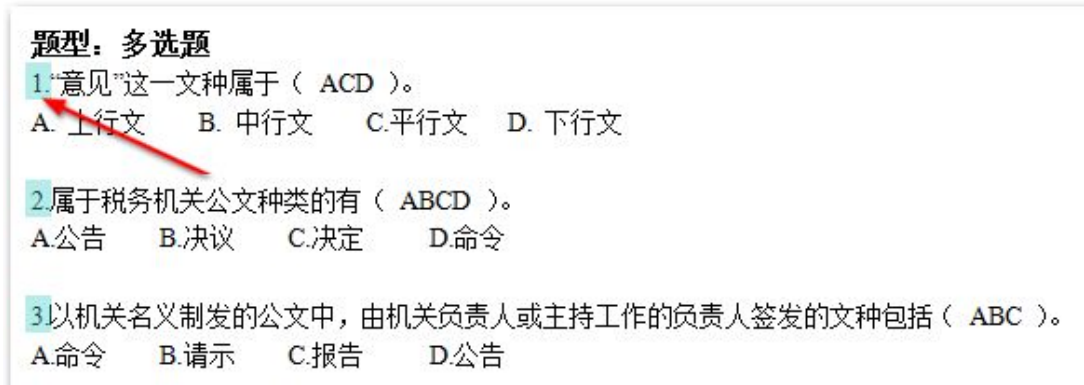 题型：多选题
1.“意见”这一文种属于（ ACD ）。
A. 上行文 B. 中行文 C.平行文 D. 下行文
2.属于税务机关公文种类的有（ ABCD ）。
A.公告 B.决议 C.决定 D.命令
3.以机关名义制发的公文中，由机关负责人或主持工作的负责人签发的文种包括（ ABC ）。
A.命令 B.请示 C.报告 D.公告